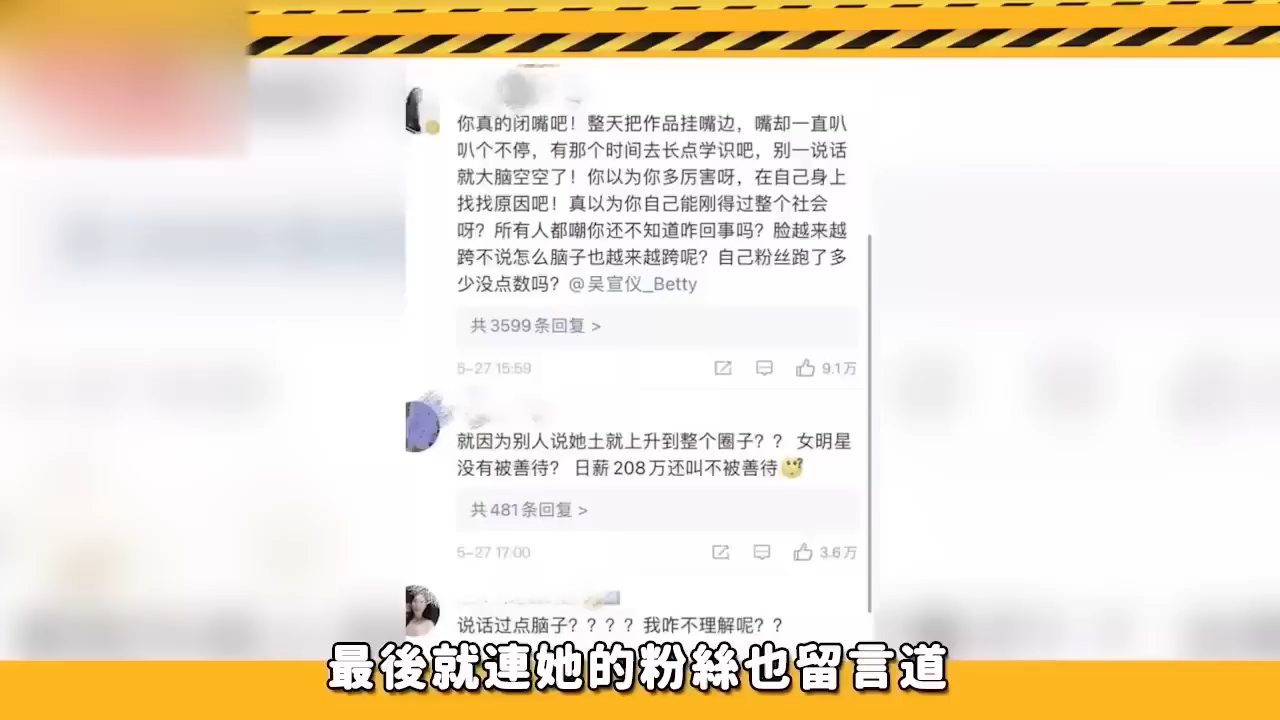 你真的闭嘴吧！整天把作品挂嘴边，嘴却一直叭
叭个不停，有那个时间去长点学识吧，别一说话
就大脑空空了！你以为你多厉害呀，在自己身上
找找原因吧！真以为你自己能刚得过整个社会
呀？所有人都嘲你还不知道咋回事吗？脸越来越
跨不说怎么脑子也越来越跨呢？自己粉丝跑了多
少没点数吗？@吴宣仪_Betty
共3599条回复 >
5-27 15:59
9.1万
就因为别人说她土就上升到整个圈子？？ 女明星
没有被善待？ 日薪208万还叫不被善待
共481条回复 >
5-27 17:00
3.6万
说话过点脑子？？？？我咋不理解呢？？
最後就連她的粉絲也留言道